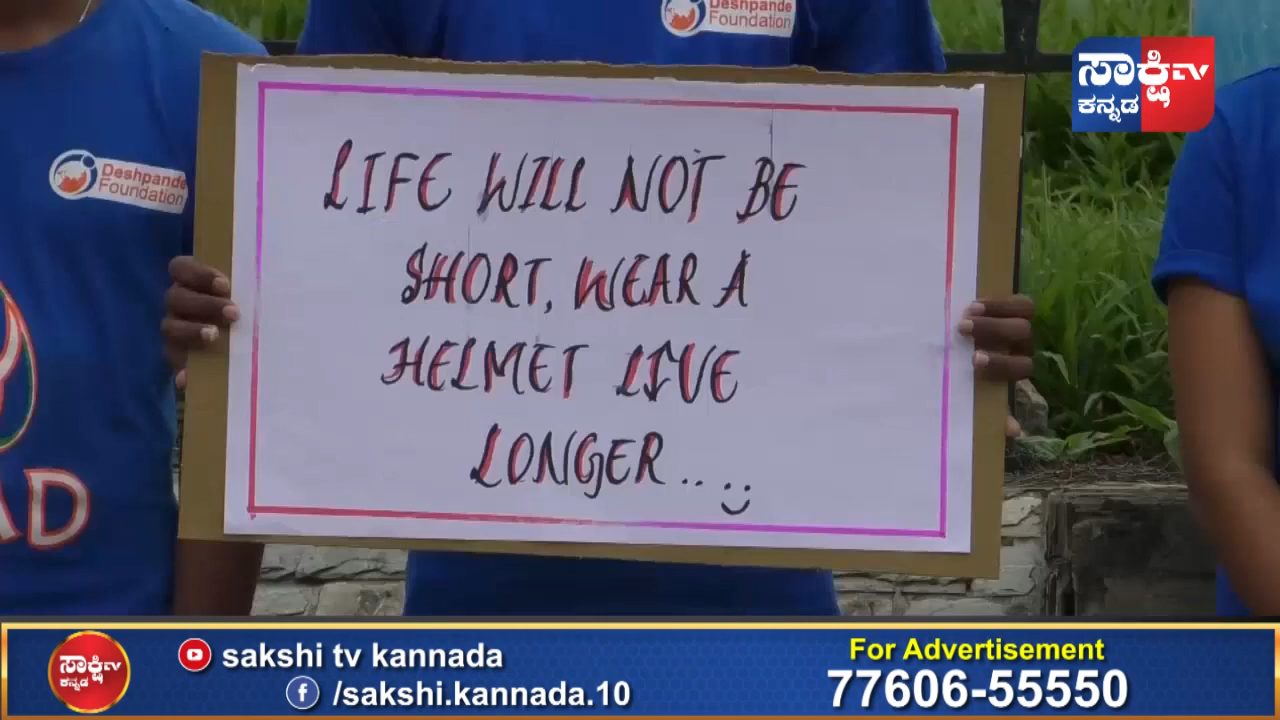 Deshpande
Foundation
ಸಾಕ್ಷಿ TV
ಕನ್ನಡ
Deshpande
Foundation
LIFE WILL NOT BE
SHORT, WEAR A
HELMET LIVE
LONGER....
AD
ಸಾಕ್ಷಿ TV
ಕನ್ನಡ
sakshi tv kannada
/sakshi.kannada.10
For Advertisement
77606-55550